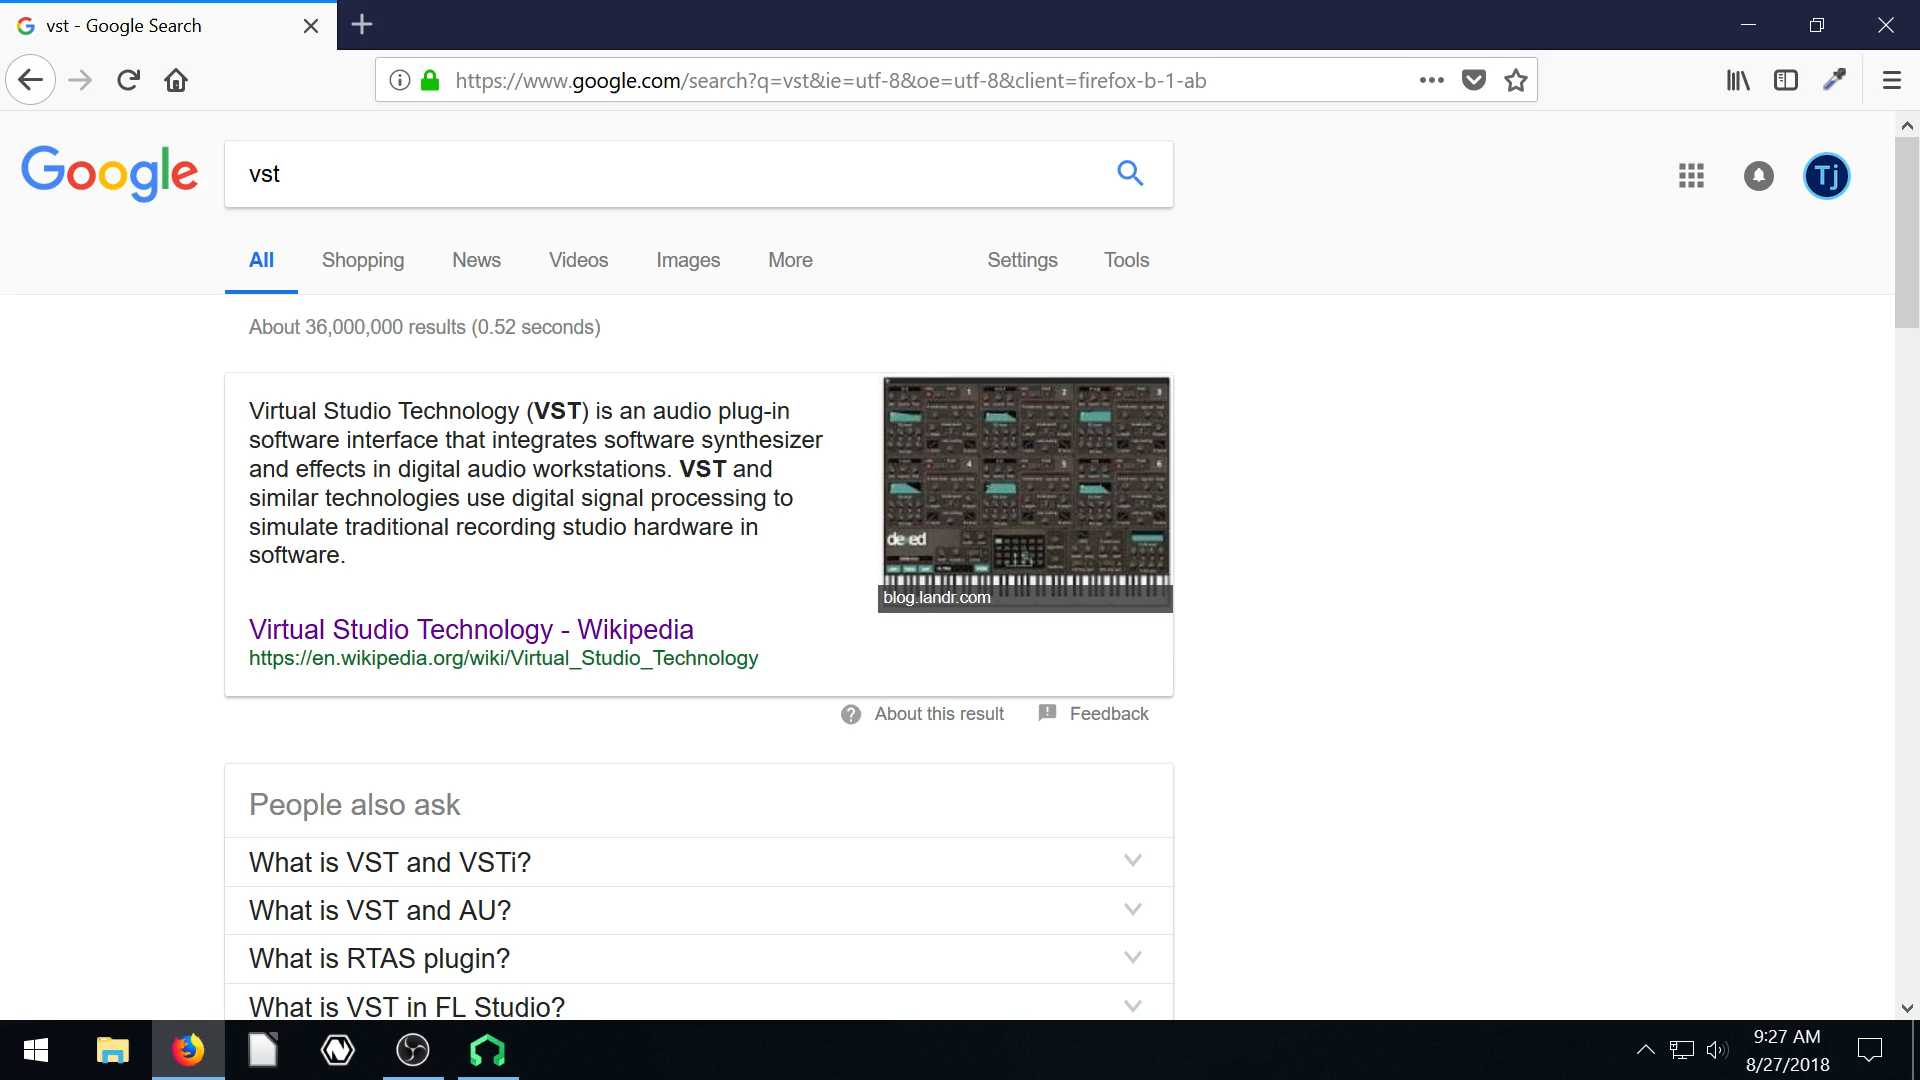 vst - Google Search
https://www.google.com/search?q=vst&ie=utf-8&oe=utf-8&client=firefox-b-1-ab
Google
vst
Tj
All Shopping News Videos Images More Settings Tools
About 36,000,000 results (0.52 seconds)
Virtual Studio Technology (VST) is an audio plug-in
software interface that integrates software synthesizer
and effects in digital audio workstations. VST and
similar technologies use digital signal processing to
simulate traditional recording studio hardware in
software.
blog.landr.com
Virtual Studio Technology - Wikipedia
https://en.wikipedia.org/wiki/Virtual_Studio_Technology
About this result Feedback
People also ask
What is VST and VSTi?
What is VST and AU?
What is RTAS plugin?
What is VST in FL Studio?
9:27 AM
8/27/2018